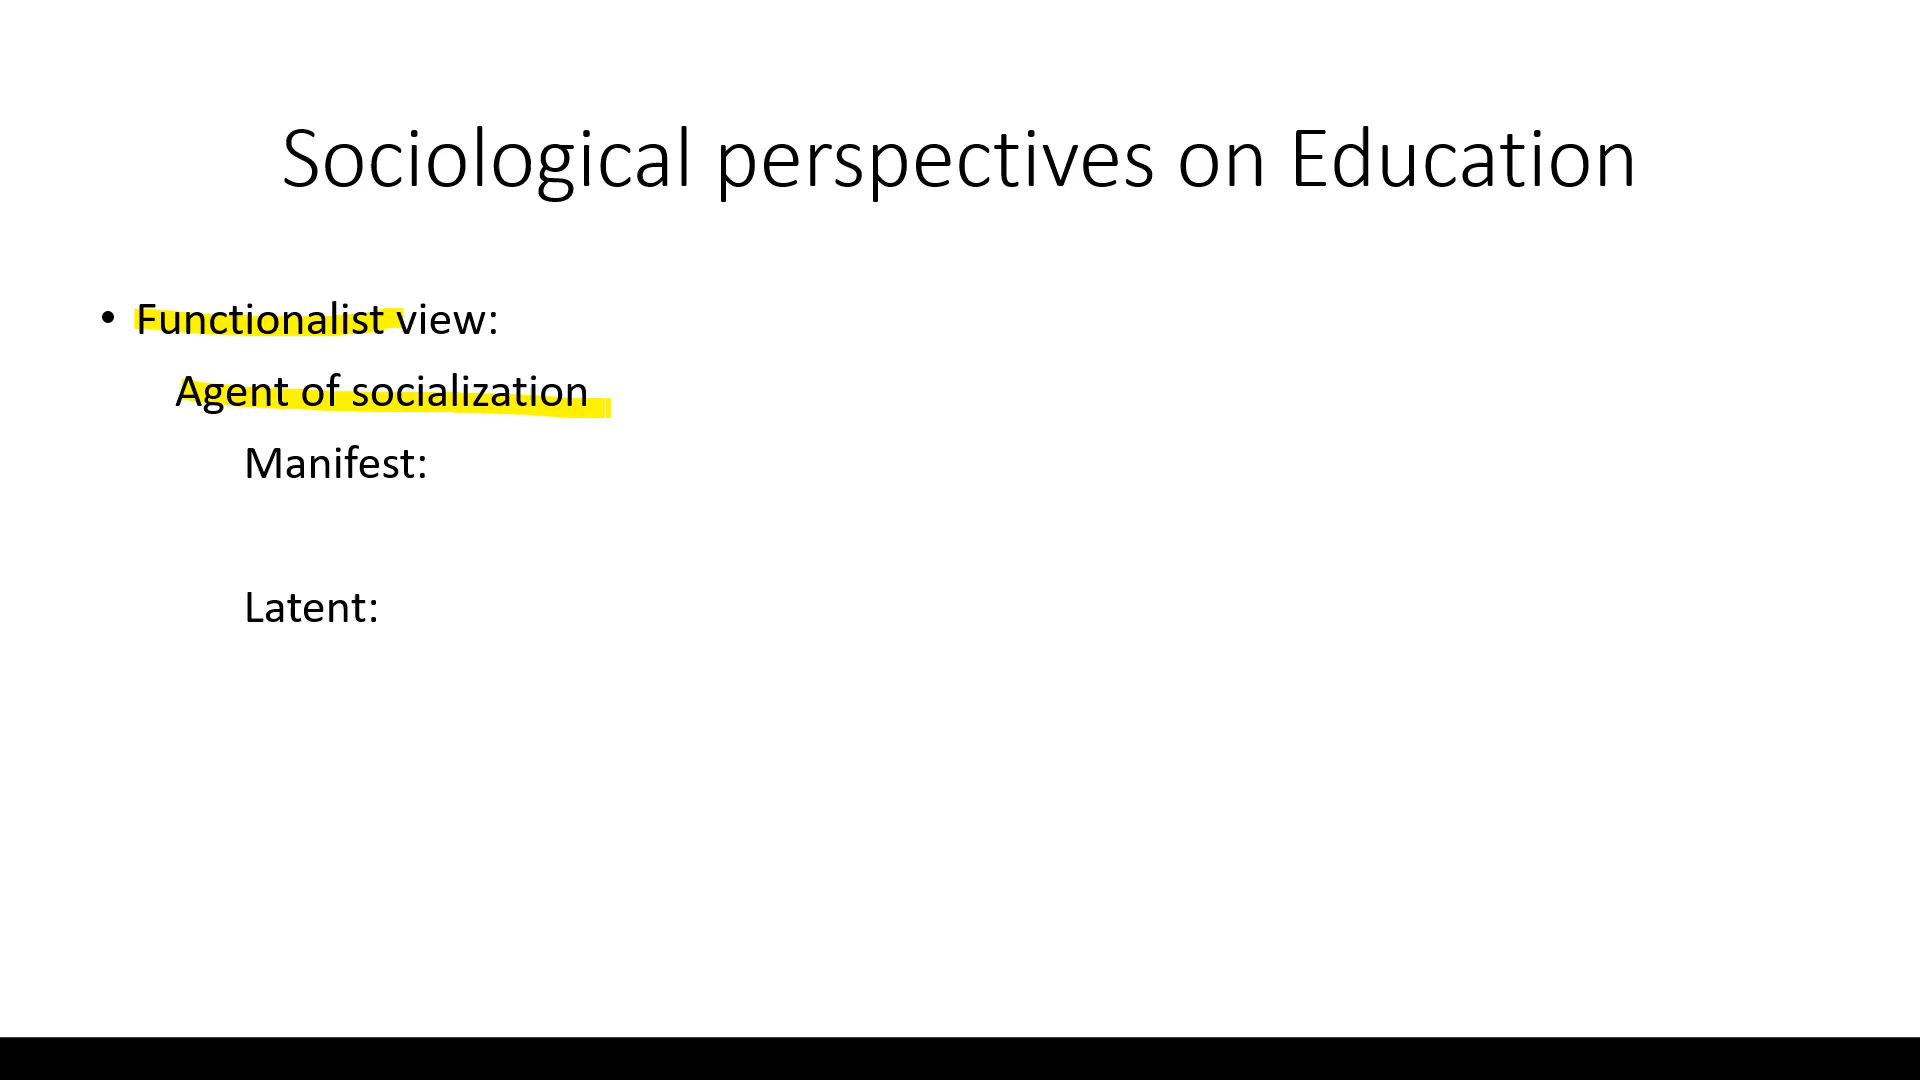 Sociological perspectives on Education
• Functionalist view:
Agent of socialization
Manifest:
Latent: